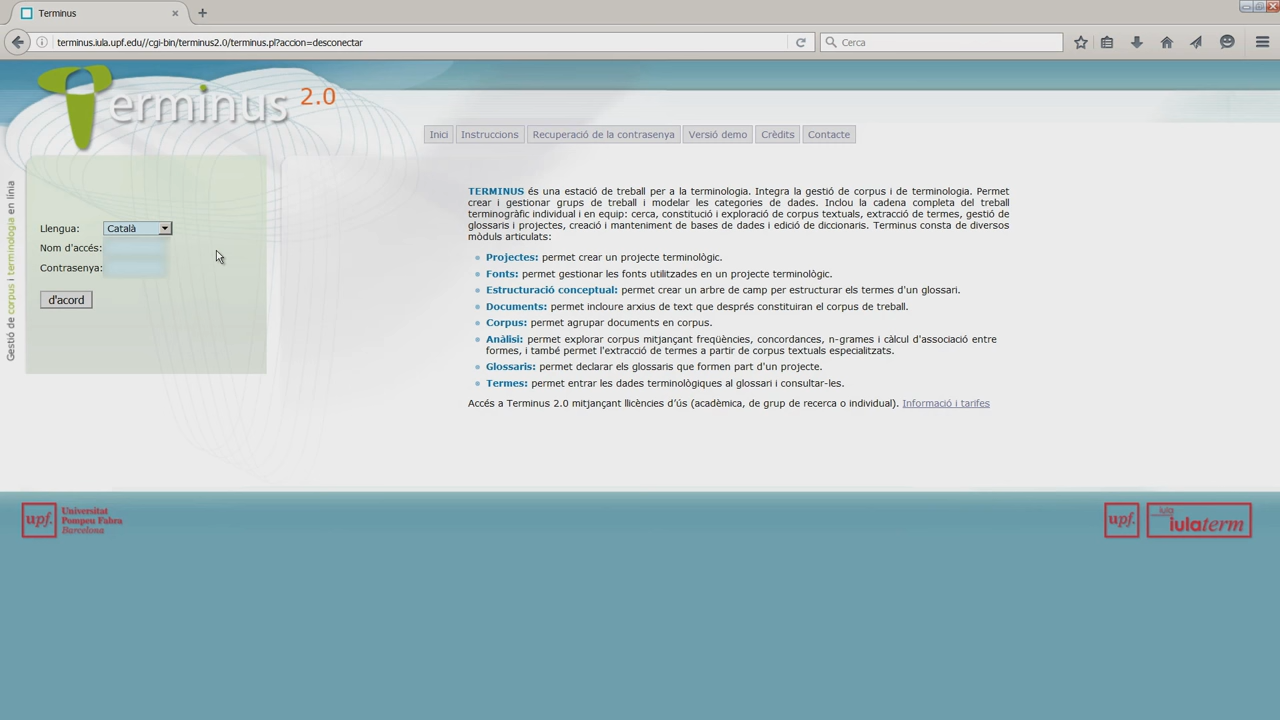 Terminus
terminus.iula.upf.edu//cgi-bin/terminus2.0/terminus.pl?accion=desconectar
Cerca
Terminus 2.0
Inici
Instruccions
Recuperació de la contrasenya
Versió demo
Crèdits
Contacte
Gestió de corpus i terminologia en línia
Llengua: Català
Nom d'accés:
Contrasenya:
d'acord
TERMINUS és una estació de treball per a la terminologia. Integra la gestió de corpus i de terminologia. Permet
crear i gestionar grups de treball i modelar les categories de dades. Inclou la cadena completa del treball
terminogràfic individual i en equip: cerca, constitució i exploració de corpus textuals, extracció de termes, gestió de
glossaris i projectes, creació i manteniment de bases de dades i edició de diccionaris. Terminus consta de diversos
mòduls articulats:
Projectes: permet crear un projecte terminològic.
Fonts: permet gestionar les fonts utilitzades en un projecte terminològic.
Estructuració conceptual: permet crear un arbre de camp per estructurar els termes d'un glossari.
Documents: permet incloure arxius de text que després constituiran el corpus de treball.
Corpus: permet agrupar documents en corpus.
Anàlisi: permet explorar corpus mitjançant freqüències, concordances, n-grames i càlcul d'associació entre
formes, i també permet l'extracció de termes a partir de corpus textuals especialitzats.
Glossaris: permet declarar els glossaris que formen part d'un projecte.
Termes: permet entrar les dades terminològiques al glossari i consultar-les.
Accés a Terminus 2.0 mitjançant llicències d'ús (acadèmica, de grup de recerca o individual). Informació i tarifes
upf.
Universitat
Pompeu Fabra
Barcelona
upf.
iula
iulaterm